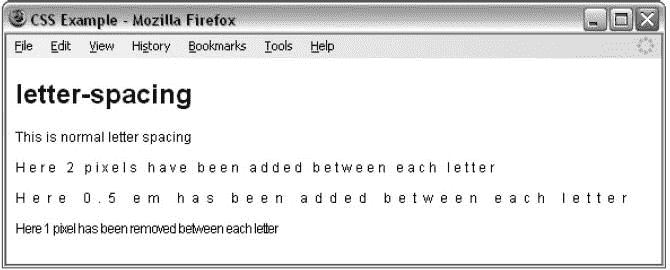 CSS Example - Mozilla Firefox
File Edit View History Bookmarks Tools Help
letter-spacing
This is normal letter spacing
Here 2 pixels have been added between each letter
Here 0.5 em has been added between each letter
Here 1 pixel has been removed between each letter